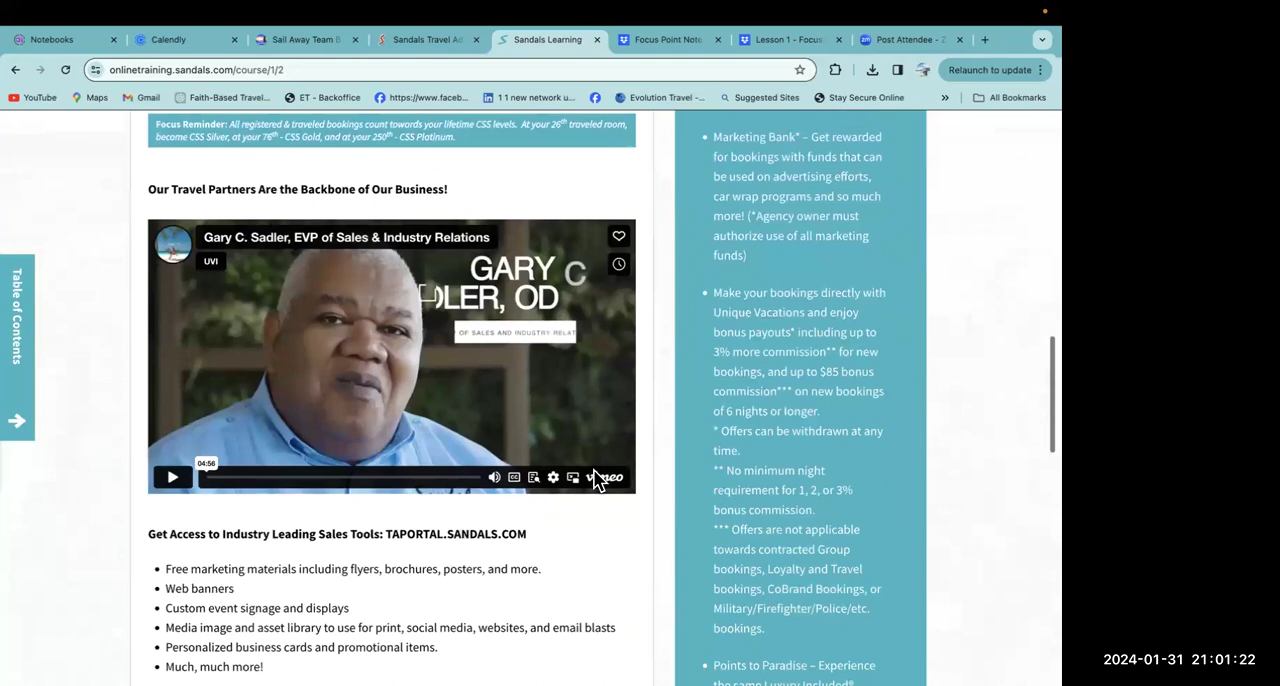 Notebooks
Calendly
Sail Away Team B
Sandals Travel Ad
Sandals Learning
Focus Point Note
Lesson 1 - Focus
Post Attendee - Z
onlinetraining.sandals.com/course/1/2
Relaunch to update
YouTube
Maps
Gmail
Faith-Based Travel...
ET - Backoffice
https://www.faceb...
1 1 new network u...
Evolution Travel -...
Suggested Sites
Stay Secure Online
»
All Bookmarks
Table of Contents
Focus Reminder: All registered & traveled bookings count towards your lifetime CSS levels. At your 26th traveled room,
become CSS Silver, at your 76th - CSS Gold, and at your 250th - CSS Platinum.
Our Travel Partners Are the Backbone of Our Business!
Gary C. Sadler, EVP of Sales & Industry Relations
UVI
GARY C
DLER, OD
OF SALES AND INDUSTRY RELAT
04:56
CC
vimeo
Get Access to Industry Leading Sales Tools: TAPORTAL.SANDALS.COM
• Free marketing materials including flyers, brochures, posters, and more.
• Web banners
• Custom event signage and displays
• Media image and asset library to use for print, social media, websites, and email blasts
• Personalized business cards and promotional items.
• Much, much more!
• Marketing Bank* – Get rewarded
for bookings with funds that can
be used on advertising efforts,
car wrap programs and so much
more! (*Agency owner must
authorize use of all marketing
funds)
• Make your bookings directly with
Unique Vacations and enjoy
bonus payouts* including up to
3% more commission** for new
bookings, and up to $85 bonus
commission*** on new bookings
of 6 nights or longer.
* Offers can be withdrawn at any
time.
** No minimum night
requirement for 1, 2, or 3%
bonus commission.
*** Offers are not applicable
towards contracted Group
bookings, Loyalty and Travel
bookings, CoBrand Bookings, or
Military/Firefighter/Police/etc.
bookings.
• Points to Paradise – Experience
the same Luxury Included®
2024-01-31 21:01:22